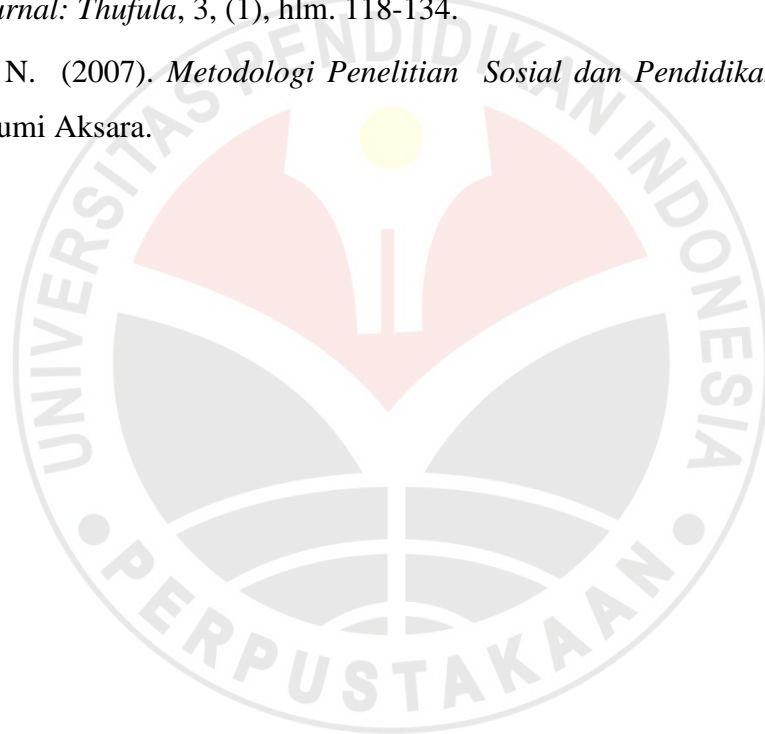 urnal: Thufula, 3, (1), hlm. 118-134.
N. (2007). Metodologi Penelitian Sosial dan Pendidika
umi Aksara.
UNIVERSITAS PENDIDIKAN INDONESIA
PERPUSTAKAAN